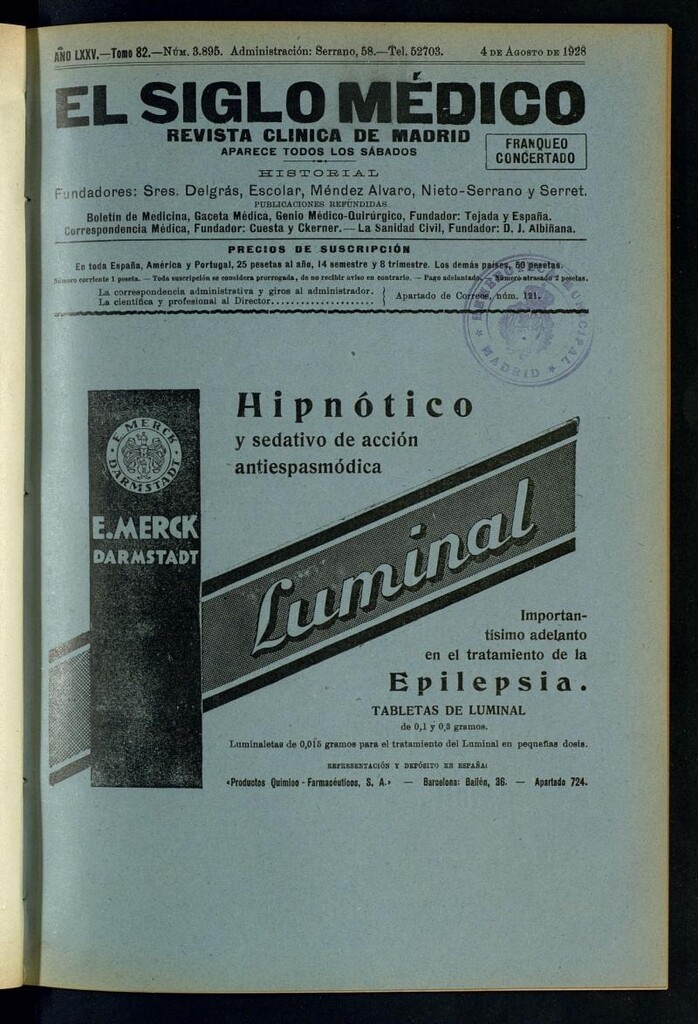 AÑO LXXV.—Tomo 82.—NÚM. 3.895. Administración: Serrano, 58.—Tel. 52703. 4 DE AGOSTO DE 1928
EL SIGLO MÉDICO
REVISTA CLINICA DE MADRID
APARECE TODOS LOS SÁBADOS
FRANQUEO
CONCERTADO
HISTORIAL
Fundadores: Sres. Delgrás, Escolar, Méndez Alvaro, Nieto-Serrano y Serret.
PUBLICACIONES REFUNDIDAS
Boletín de Medicina, Gaceta Médica, Genio Médico-Quirúrgico, Fundador: Tejada y España.
Correspondencia Médica, Fundador: Cuesta y Ckerner.—La Sanidad Civil, Fundador: D. J. Albiñana.
PRECIOS DE SUSCRIPCIÓN
En toda España, América y Portugal, 25 pesetas al año, 14 semestre y 8 trimestre. Los demás países, 50 pesetas.
Número corriente 1 peseta. — Toda suscripción se considera prorrogada, de no recibir aviso en contrario. — Pago adelantado. Número atrasado 2 pesetas.
La correspondencia administrativa y giros al administrador.
La científica y profesional al Director....................
Apartado de Correos, núm. 121.
MUNICIPAL
MADRID
Hipnótico
y sedativo de acción
antiespasmódica
E. MERCK
DARMSTADT
E. MERCK
DARMSTADT
Luminal
Importan-
tísimo adelanto
en el tratamiento de la
Epilepsia.
TABLETAS DE LUMINAL
de 0,1 y 0,3 gramos.
Luminaletas de 0,015 gramos para el tratamiento del Luminal en pequeñas dosis.
REPRESENTACIÓN Y DEPÓSITO EN ESPAÑA:
«Productos Químico - Farmacéuticos, S. A.» — Barcelona: Bailén, 36. — Apartado 724.